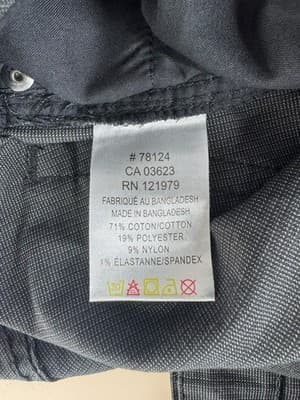 # 78124
CA 03623
RN 121979
FABRIQUÉ AU BANGLADESH
MADE IN BANGLADESH
71% COTON/COTTON
19% POLYESTER
9% NYLON
1% ÉLASTANNE/SPANDEX